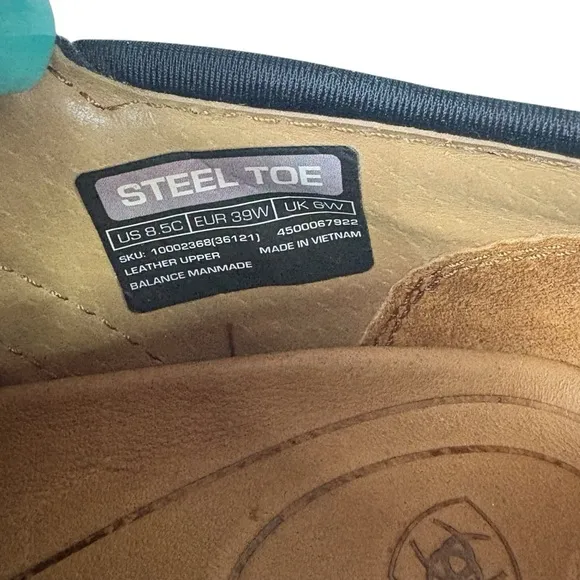 STEEL TOE
US 8.5C EUR 39W UK 6W
SKU: 10002368[36121] 4500067922
LEATHER UPPER MADE IN VIETNAM
BALANCE MANMADE